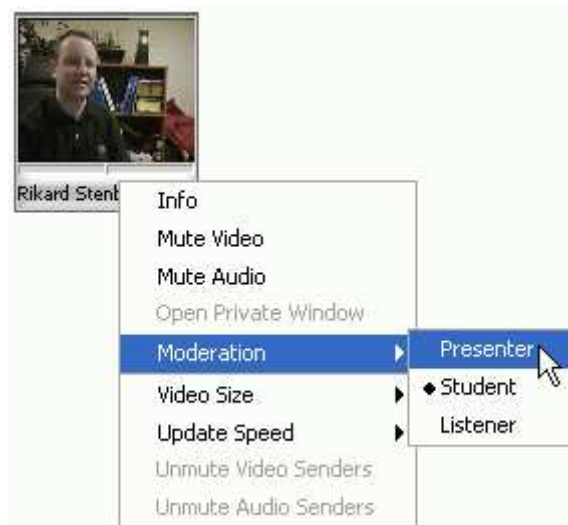 Rikard
Info
Mute Video
Mute Audio
Open Private Window
Moderation
Presenter
Video Size
Student
Update Speed
Listener
Unmute Video Senders
Unmute Audio Senders